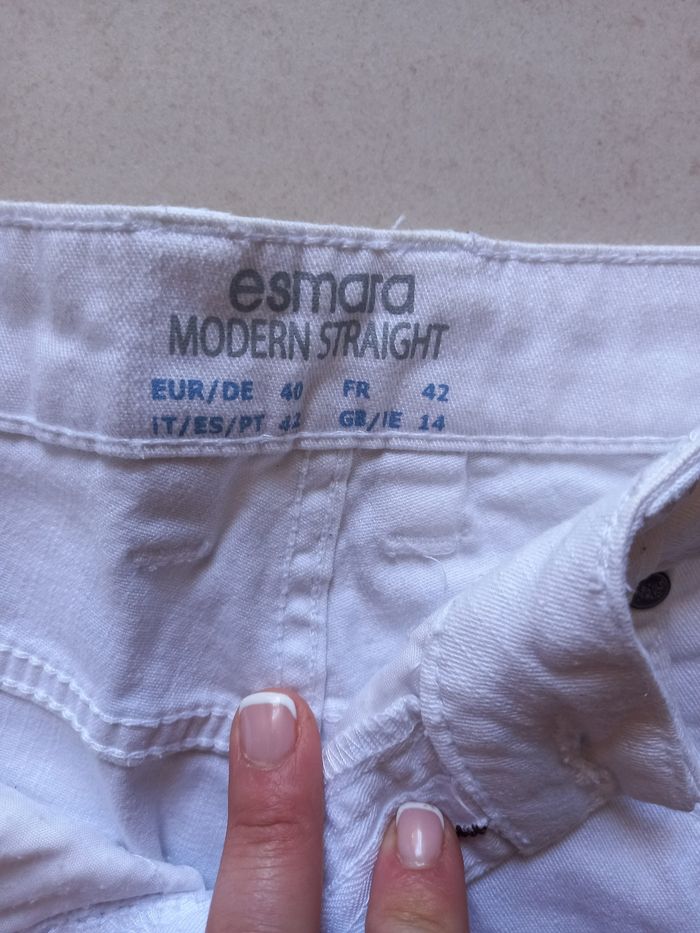 esmara
MODERN STRAIGHT
EUR/DE 40 FR 42
IT/ES/PT 42 GB/IE 14